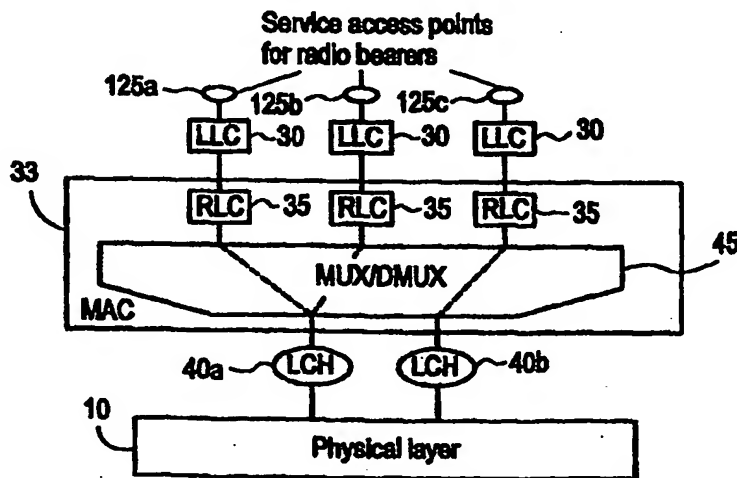 Service access points
for radio bearers
125a
125b
125c
LLC 30 LLC 30 LLC 30
33
RLC 35 RLC 35 RLC 35
45
MUX/DMUX
MAC
40a LCH LCH 40b
10
Physical layer